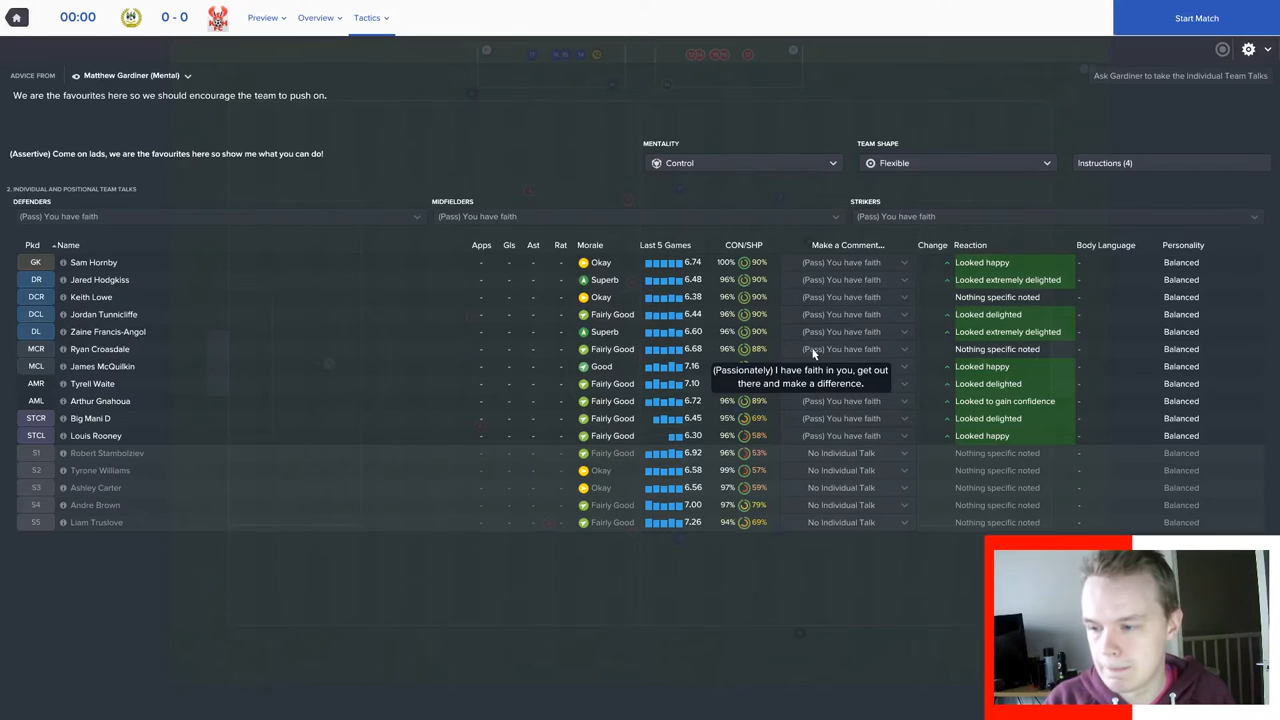 00:00 0 - 0 Preview Overview Tactics Start Match
ADVICE FROM Matthew Gardiner (Mental) Ask Gardiner to take the Individual Team Talks
We are the favourites here so we should encourage the team to push on.
MENTALITY TEAM SHAPE
(Assertive) Come on lads, we are the favourites here so show me what you can do!
Control Flexible Instructions (4)
2. INDIVIDUAL AND POSITIONAL TEAM TALKS
DEFENDERS MIDFIELDERS STRIKERS
(Pass) You have faith (Pass) You have faith (Pass) You have faith
Pkd Name Apps Gls Ast Rat Morale Last 5 Games CON/SHP Make a Comment... Change Reaction Body Language Personality
GK Sam Hornby - - - - Okay 6.74 100% 90% (Pass) You have faith Looked happy - Balanced
DR Jared Hodgkiss - - - - Superb 6.48 96% 90% (Pass) You have faith Looked extremely delighted - Balanced
DCR Keith Lowe - - - - Okay 6.38 96% 90% (Pass) You have faith Nothing specific noted - Balanced
DCL Jordan Tunnicliffe - - - - Fairly Good 6.44 96% 90% (Pass) You have faith Looked delighted - Balanced
DL Zaine Francis-Angol - - - - Superb 6.60 96% 90% (Pass) You have faith Looked extremely delighted - Balanced
MCR Ryan Croasdale - - - - Fairly Good 6.68 96% 88% (Pass) You have faith Nothing specific noted - Balanced
MCL James McQuilkin - - - - Good 7.16 Looked happy - Balanced
(Passionately) I have faith in you, get out
there and make a difference.
AMR Tyrell Waite - - - - Fairly Good 7.10 Looked delighted - Balanced
AML Arthur Gnahoua - - - - Fairly Good 6.72 96% 89% (Pass) You have faith Looked to gain confidence - Balanced
STCR Big Mani D - - - - Fairly Good 6.45 95% 69% (Pass) You have faith Looked delighted - Balanced
STCL Louis Rooney - - - - Fairly Good 6.30 96% 58% (Pass) You have faith Looked happy - Balanced
S1 Robert Stambolziev - - - - Fairly Good 6.92 96% 53% No Individual Talk Nothing specific noted - Balanced
S2 Tyrone Williams - - - - Okay 6.58 99% 57% No Individual Talk Nothing specific noted - Balanced
S3 Ashley Carter - - - - Okay 6.56 97% 59% No Individual Talk Nothing specific noted - Balanced
S4 Andre Brown - - - - Fairly Good 7.00 97% 79% No Individual Talk Nothing specific noted - Balanced
S5 Liam Truslove - - - - Fairly Good 7.26 94% 69% No Individual Talk Nothing specific noted - Balanced